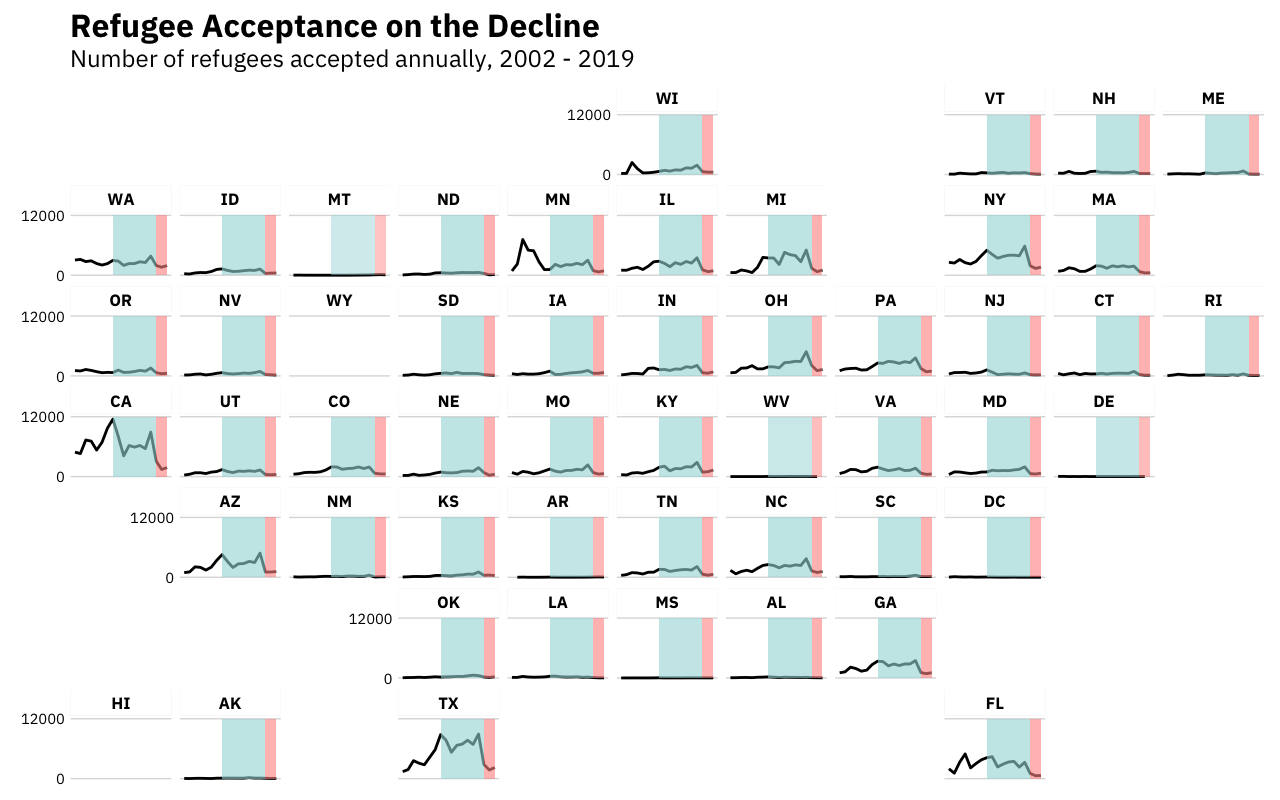 Refugee Acceptance on the Decline
Number of refugees accepted annually, 2002 - 2019
WI VT NH ME
12000
0
WA ID MT ND MN IL MI NY MA
12000
0
OR NV WY SD IA IN OH PA NJ CT RI
12000
0
CA UT CO NE MO KY WV VA MD DE
12000
0
AZ NM KS AR TN NC SC DC
12000
0
OK LA MS AL GA
12000
0
HI AK TX FL
12000
0